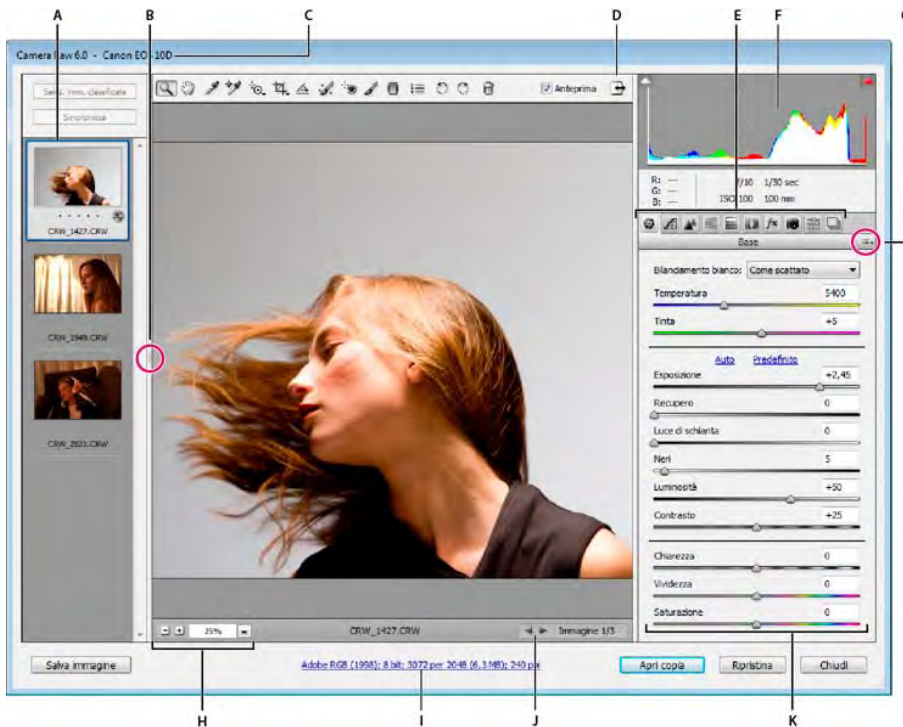 A B C D E F
Camera Raw 6.0 - Canon EOS 10D
Sincronizza
Anteprima
R: ---
G: ---
B: ---
f/10 1/30 sec
ISO 100 100 mm
CRW_1427.CRW
CRW_1949.CRW
CRW_2021.CRW
Base
Bilanciamento bianco: Come scattato
Temperatura 5400
Tinta +5
Auto Predefinito
Esposizione +2,45
Recupero 0
Luce di schiarita 0
Neri 5
Luminosità +50
Contrasto +25
Chiarezza 0
Vividezza 0
Saturazione 0
25% CRW_1427.CRW Immagine 1/3
Salva immagine Adobe RGB (1998); 8 bit; 3072 per 2048 (6,3 MB); 240 ppi Apri copia Ripristina Chiudi
H I J K